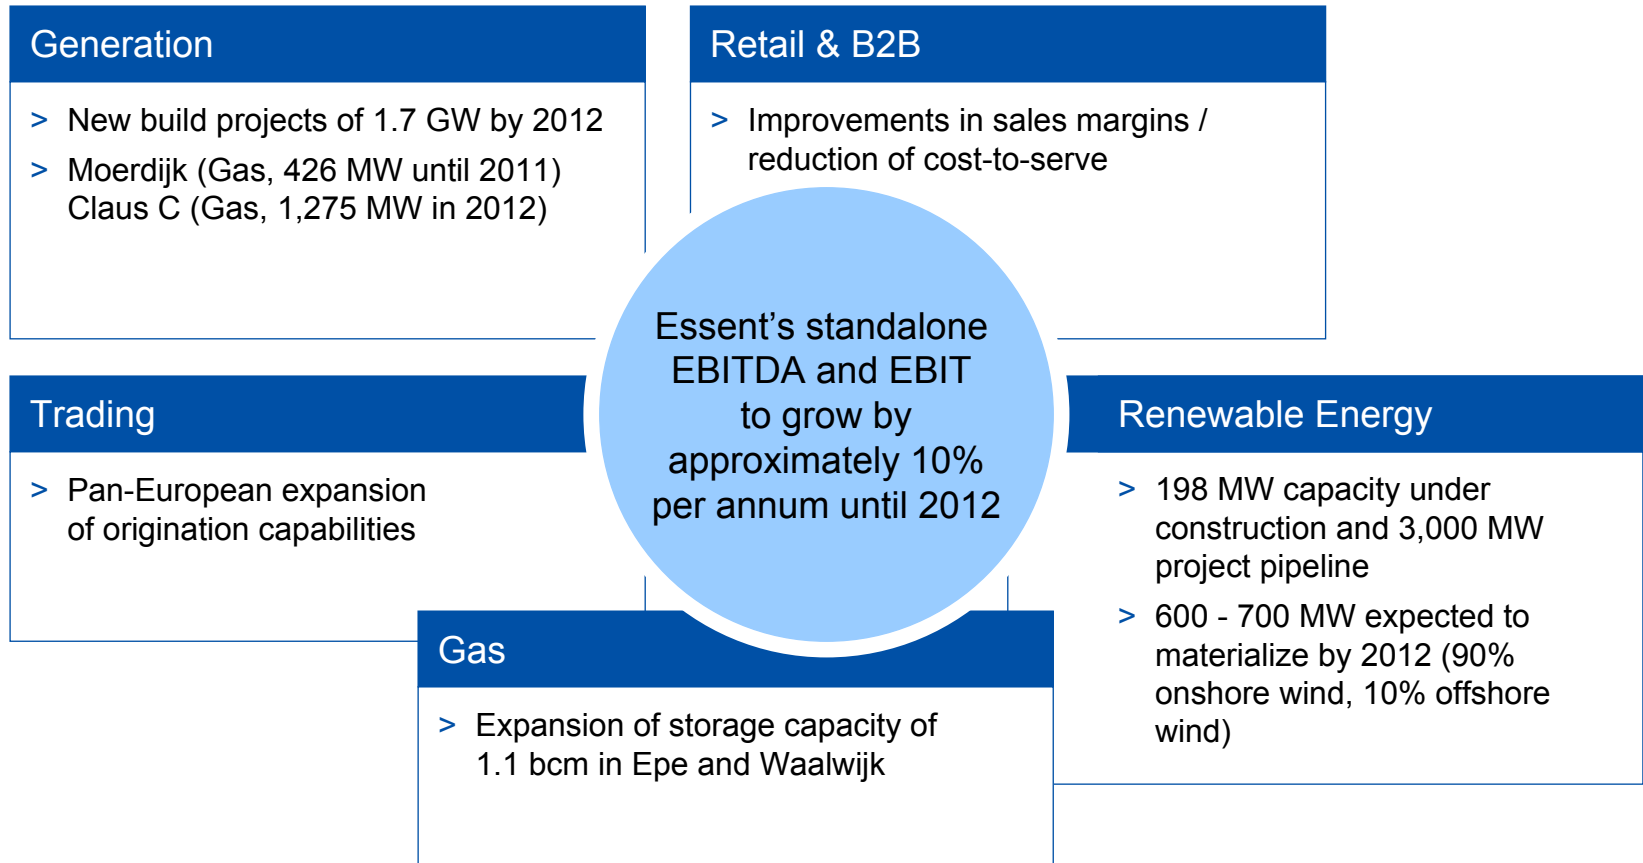 Generation
> New build projects of 1.7 GW by 2012
> Moerdijk (Gas, 426 MW until 2011)
Claus C (Gas, 1,275 MW in 2012)
Retail & B2B
> Improvements in sales margins /
reduction of cost-to-serve
Essent’s standalone
EBITDA and EBIT
to grow by
approximately 10%
per annum until 2012
Trading
> Pan-European expansion
of origination capabilities
Renewable Energy
> 198 MW capacity under
construction and 3,000 MW
project pipeline
> 600 - 700 MW expected to
materialize by 2012 (90%
onshore wind, 10% offshore
wind)
Gas
> Expansion of storage capacity of
1.1 bcm in Epe and Waalwijk